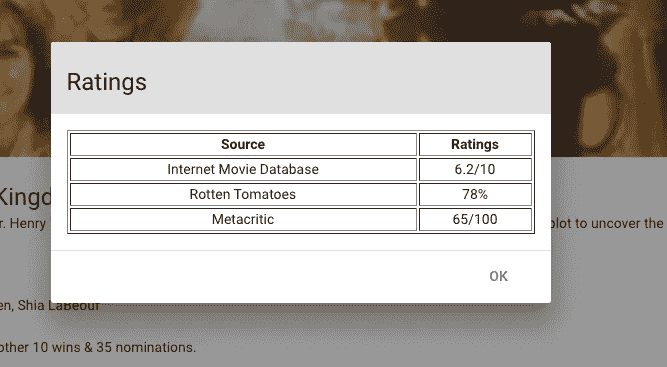 Ratings
Source Ratings
Internet Movie Database 6.2/10
Rotten Tomatoes 78%
Metacritic 65/100
OK
Kingd
r. Henry plot to uncover the
en, Shia LaBeouf
other 10 wins & 35 nominations.